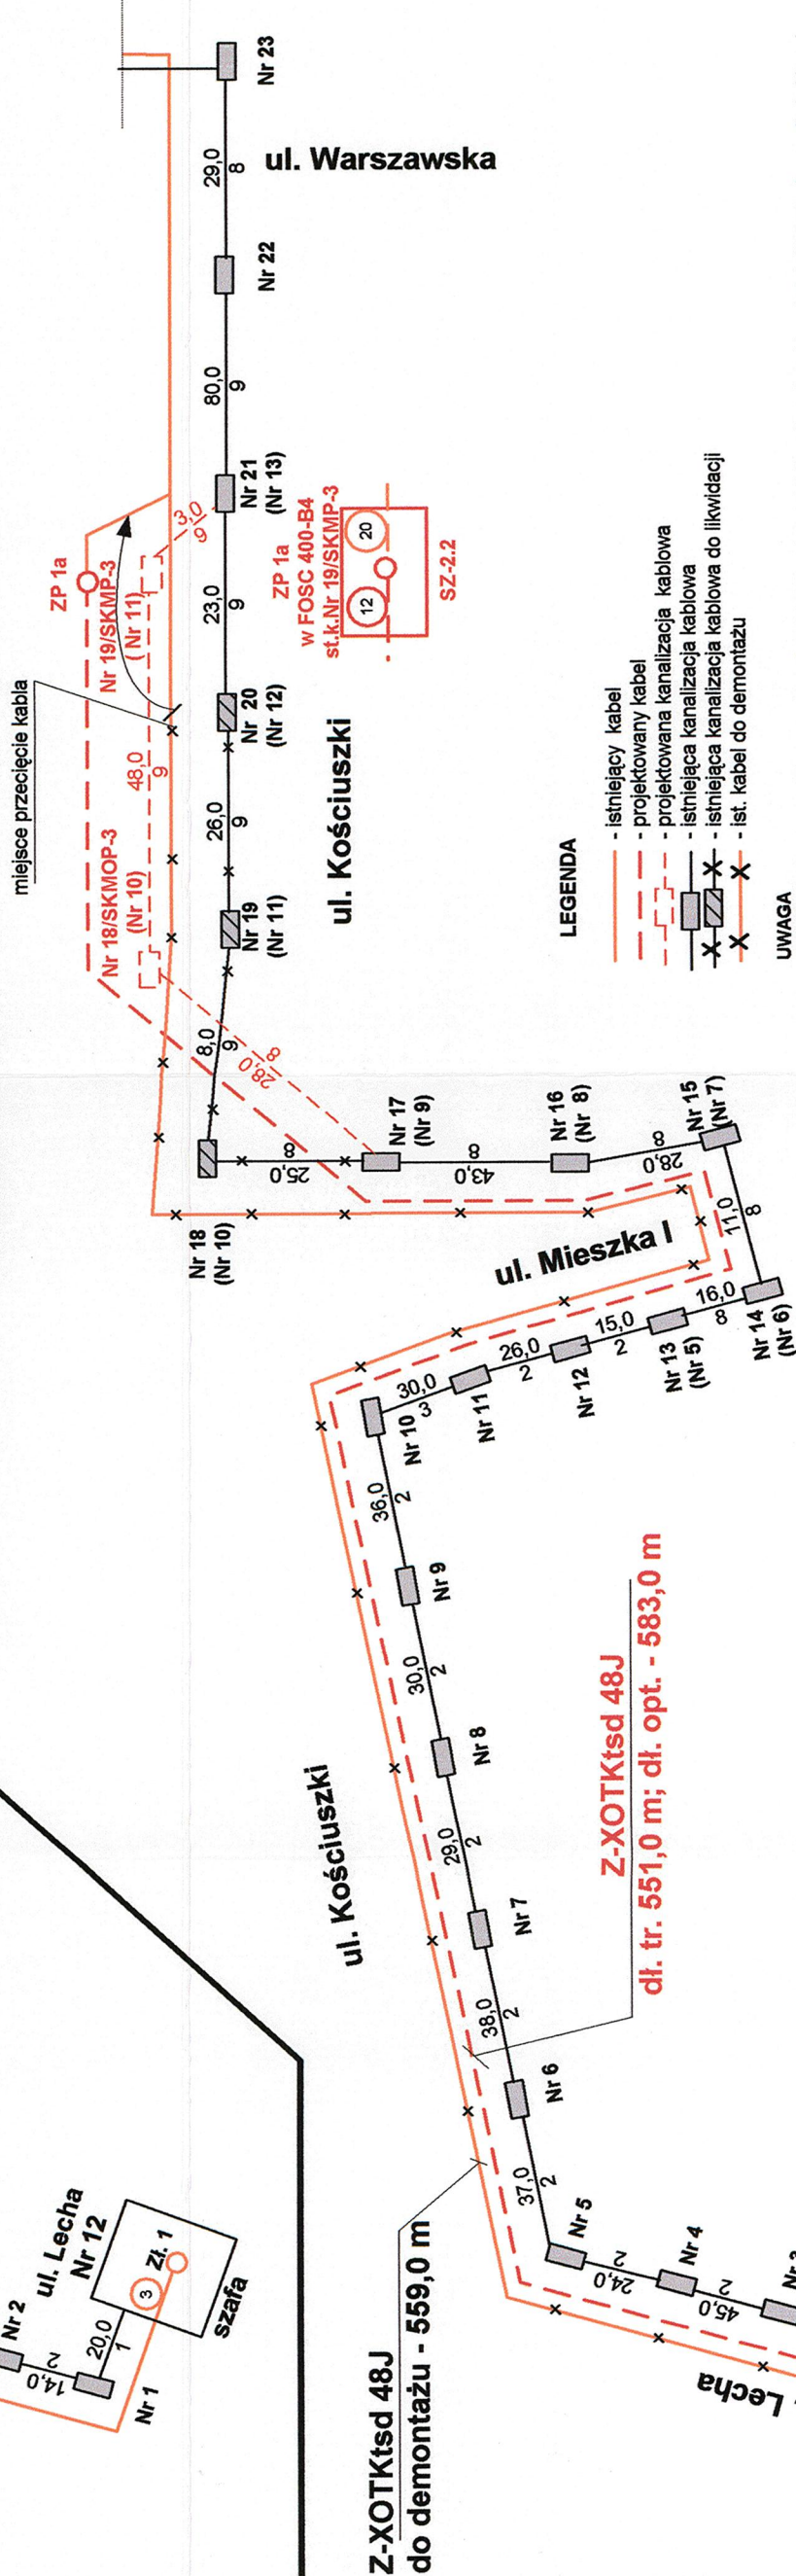 Nr 23
29,0
8
ul. Warszawska
Nr 22
80,0
9
Nr 21
(Nr 13)
3,0
9
ZP 1a
Nr 19/SKMP-3
( Nr 11)
23,0
9
ZP 1a
w FOSC 400-B4
st.k.Nr 19/SKMP-3
20
12
SZ-2.2
miejsce przecięcie kabla
Nr 20
(Nr 12)
48,0
9
26,0
9
ul. Kościuszki
Nr 18/SKMOP-3
(Nr 10)
Nr 19
(Nr 11)
8,0
9
28,0
8
LEGENDA
- istniejący kabel
- projektowany kabel
- projektowana kanalizacja kablowa
- istniejąca kanalizacja kablowa
- istniejąca kanalizacja kablowa do likwidacji
- ist. kabel do demontażu
UWAGA
Nr 18
(Nr 10)
25,0
8
Nr 17
(Nr 9)
43,0
8
Nr 16
(Nr 8)
28,0
8
Nr 15
(Nr 7)
11,0
8
ul. Mieszka I
Nr 14
(Nr 6)
16,0
8
Nr 13
(Nr 5)
15,0
2
Nr 12
26,0
2
Nr 11
30,0
3
Nr 10
36,0
2
Nr 9
30,0
2
Nr 8
29,0
2
Nr 7
38,0
2
Nr 6
37,0
2
Nr 5
24,0
2
Nr 4
45,0
2
ul. Kościuszki
Z-XOTKtsd 48J
dł. tr. 551,0 m; dł. opt. - 583,0 m
Z-XOTKtsd 48J
do demontażu - 559,0 m
Lecha
ul. Lecha
Nr 12
Zł. 1
3
szafa
20,0
1
Nr 2
14,0
2
Nr 1